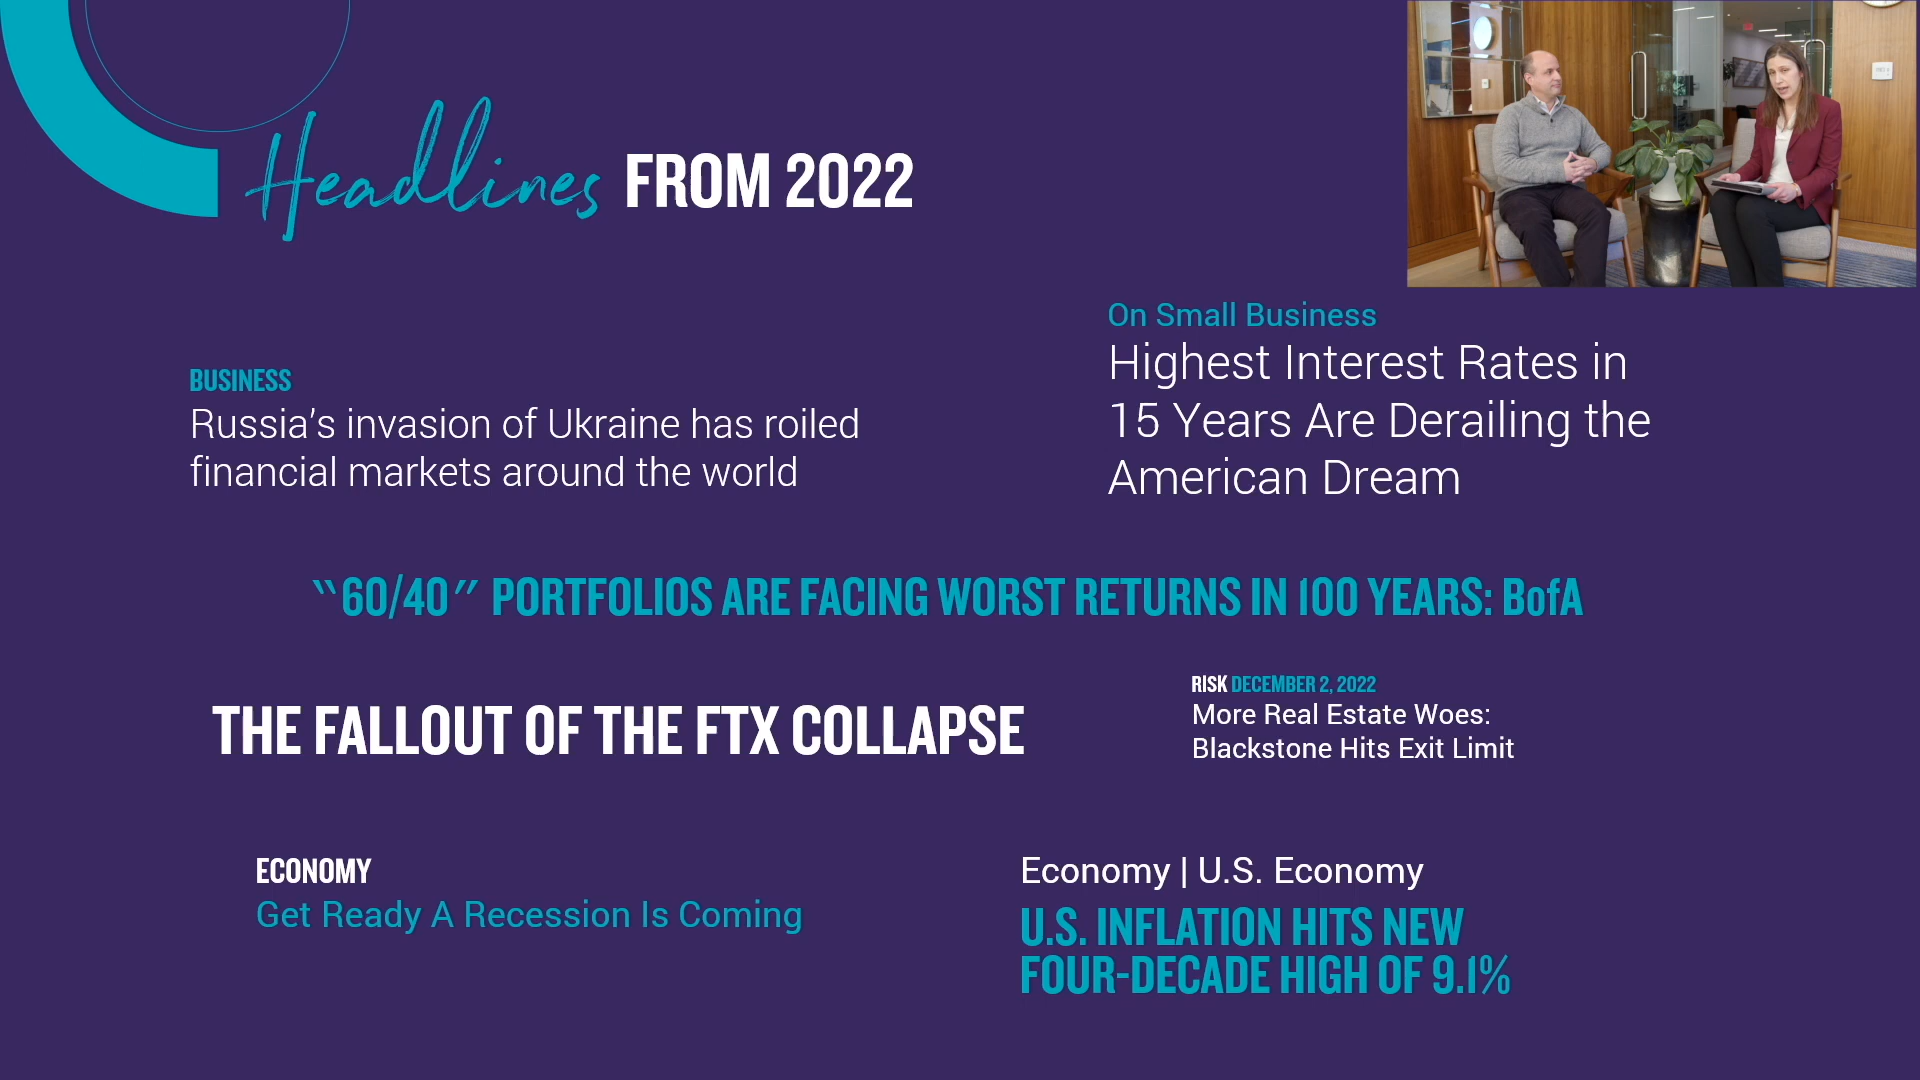 Headlines FROM 2022
BUSINESS
Russia's invasion of Ukraine has roiled
financial markets around the world
On Small Business
Highest Interest Rates in
15 Years Are Derailing the
American Dream
‶60/40″ PORTFOLIOS ARE FACING WORST RETURNS IN 100 YEARS: BofA
THE FALLOUT OF THE FTX COLLAPSE
RISK DECEMBER 2, 2022
More Real Estate Woes:
Blackstone Hits Exit Limit
ECONOMY
Get Ready A Recession Is Coming
Economy | U.S. Economy
U.S. INFLATION HITS NEW
FOUR-DECADE HIGH OF 9.1%